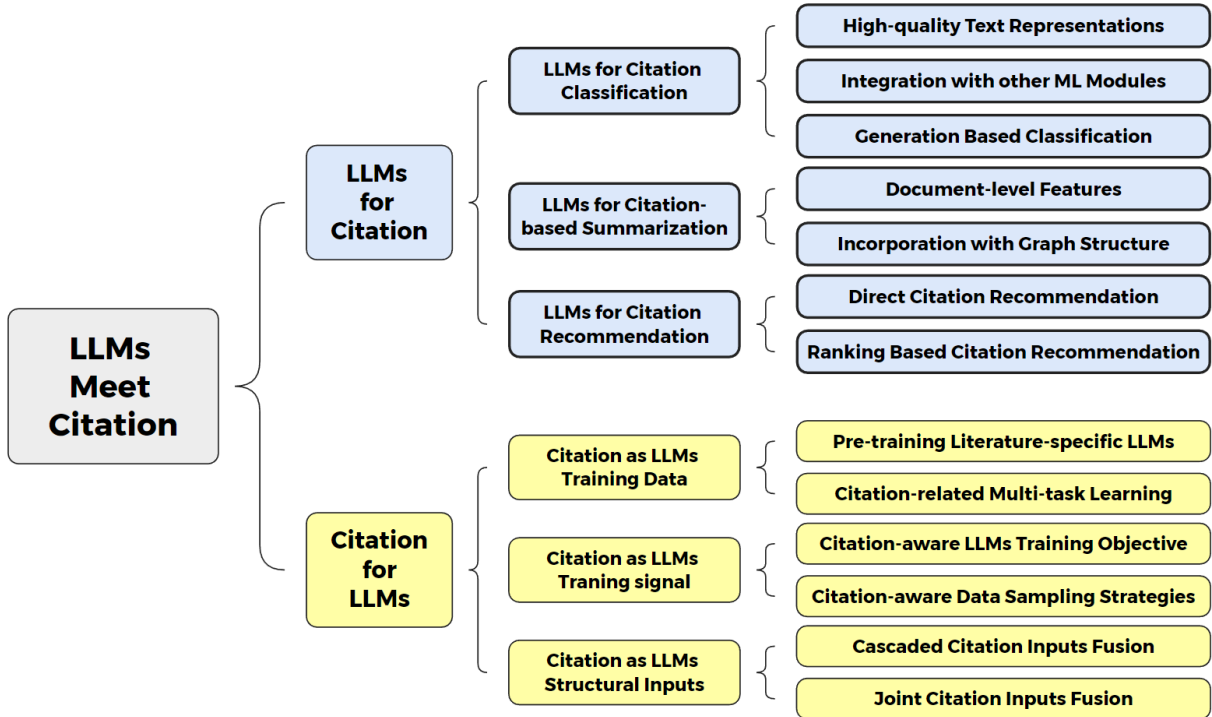 LLMs
Meet
Citation
LLMs
for
Citation
LLMs for Citation
Classification
High-quality Text Representations
Integration with other ML Modules
Generation Based Classification
LLMs for Citation-
based Summarization
Document-level Features
Incorporation with Graph Structure
LLMs for Citation
Recommendation
Direct Citation Recommendation
Ranking Based Citation Recommendation
Citation
for
LLMs
Citation as LLMs
Training Data
Pre-training Literature-specific LLMs
Citation-related Multi-task Learning
Citation as LLMs
Traning signal
Citation-aware LLMs Training Objective
Citation-aware Data Sampling Strategies
Citation as LLMs
Structural Inputs
Cascaded Citation Inputs Fusion
Joint Citation Inputs Fusion